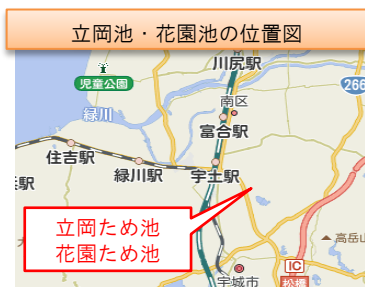 立岡池・花園池の位置図
川尻駅
児童公園
266
南区
緑川
富合駅
住吉駅
緑川駅
宇土駅
駅
立岡ため池
花園ため池
高岳山
IC
松橋
宇城市